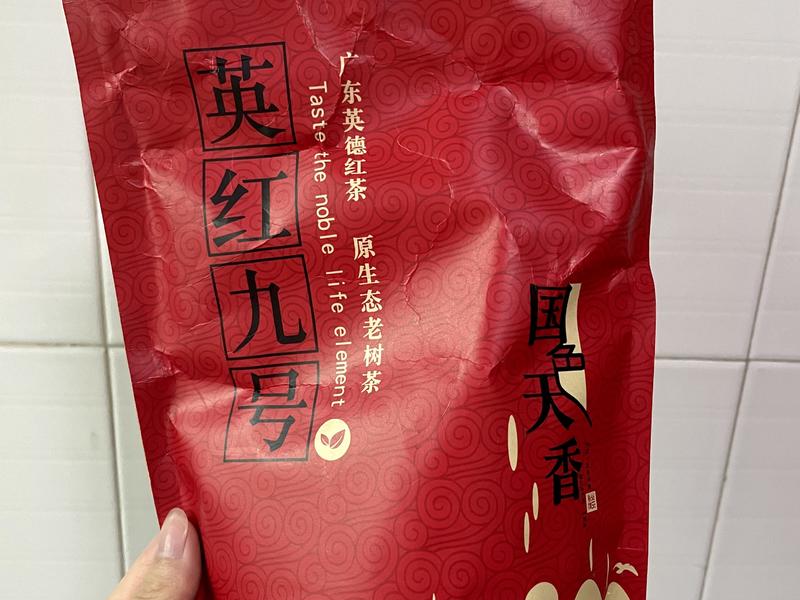 英红九号
广东英德红茶 原生态老树茶
Taste the noble life element
国色天香